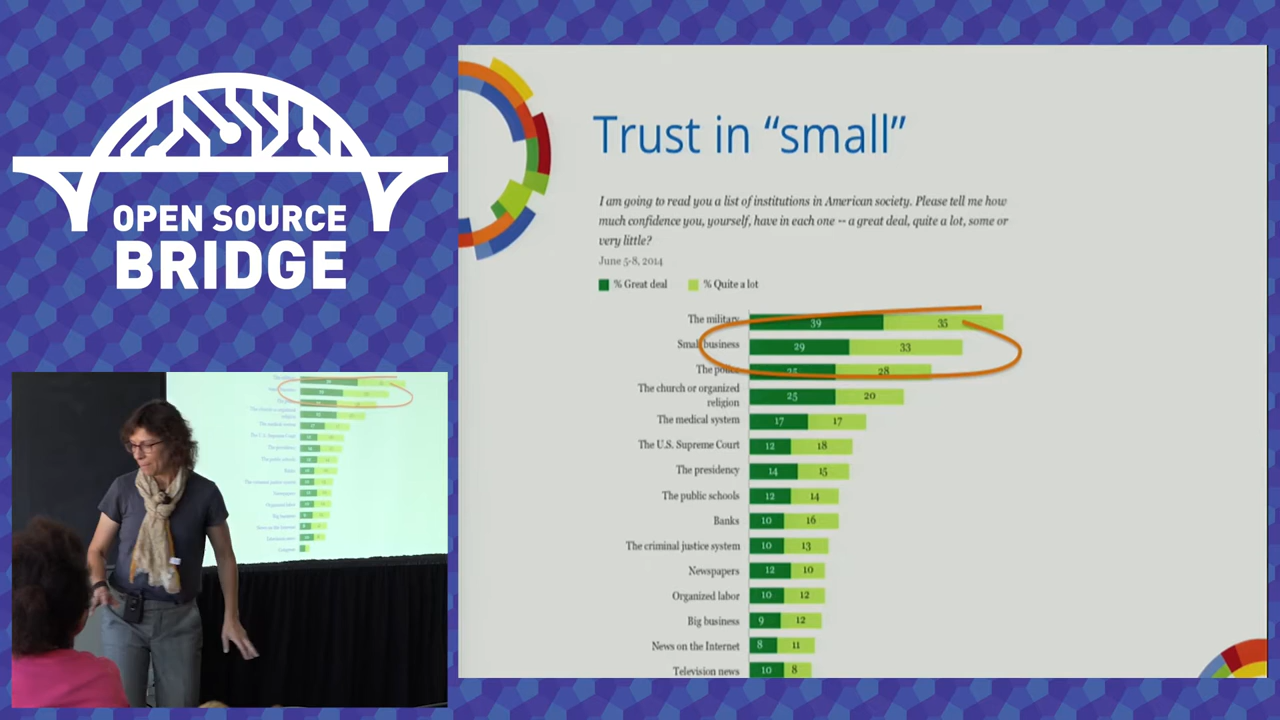 OPEN SOURCE
BRIDGE
Trust in “small”
I am going to read you a list of institutions in American society. Please tell me how
much confidence you, yourself, have in each one -- a great deal, quite a lot, some or
very little?
June 5-8, 2014
% Great deal % Quite a lot
The military 39 35
Small business 29 33
The police 25 28
The church or organized
religion 25 20
The medical system 17 17
The U.S. Supreme Court 12 18
The presidency 14 15
The public schools 12 14
Banks 10 16
The criminal justice system 10 13
Newspapers 12 10
Organized labor 10 12
Big business 9 12
News on the Internet 8 11
Television news 10 8